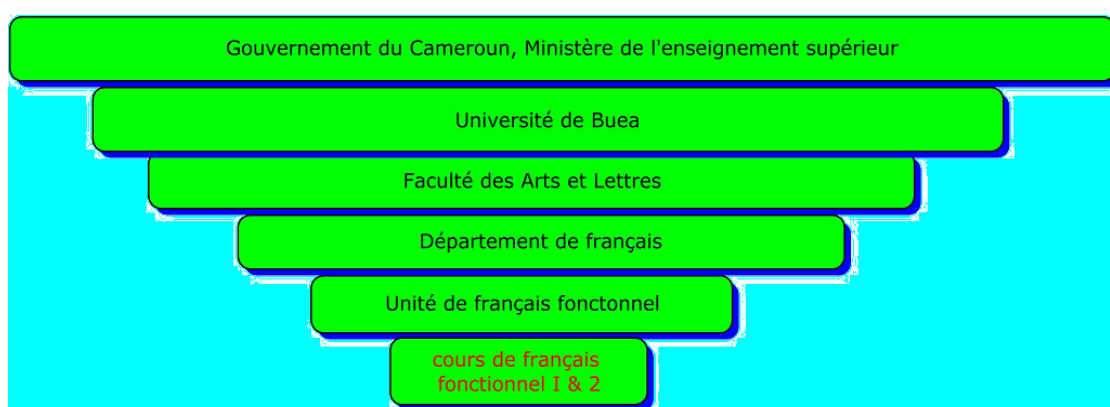 Gouvernement du Cameroun, Ministère de l'enseignement supérieur
Université de Buea
Faculté des Arts et Lettres
Département de français
Unité de français fonctonnel
cours de français
fonctionnel I & 2